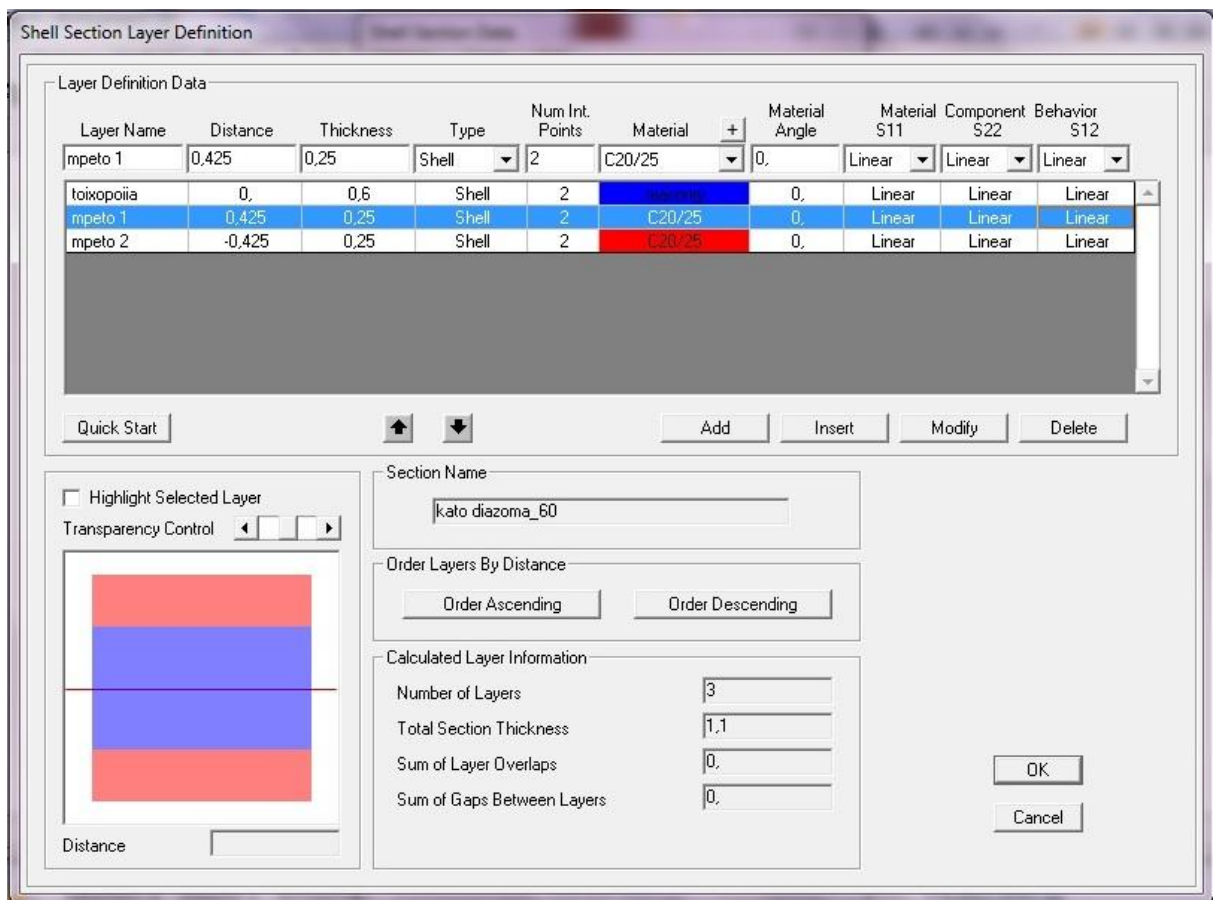 Shell Section Layer Definition
Layer Definition Data
Num Int. Material Material Component Behavior
Layer Name Distance Thickness Type Points Material + Angle S11 S22 S12
mpeto 1 0,425 0,25 Shell 2 C20/25 0, Linear Linear Linear
toixopoiia 0, 0,6 Shell 2 masonry 0, Linear Linear Linear
mpeto 1 0,425 0,25 Shell 2 C20/25 0, Linear Linear Linear
mpeto 2 -0,425 0,25 Shell 2 C20/25 0, Linear Linear Linear
Quick Start Add Insert Modify Delete
Highlight Selected Layer
Transparency Control
Distance
Section Name
kato diazoma_60
Order Layers By Distance
Order Ascending Order Descending
Calculated Layer Information
Number of Layers 3
Total Section Thickness 1,1
Sum of Layer Overlaps 0,
Sum of Gaps Between Layers 0,
OK
Cancel